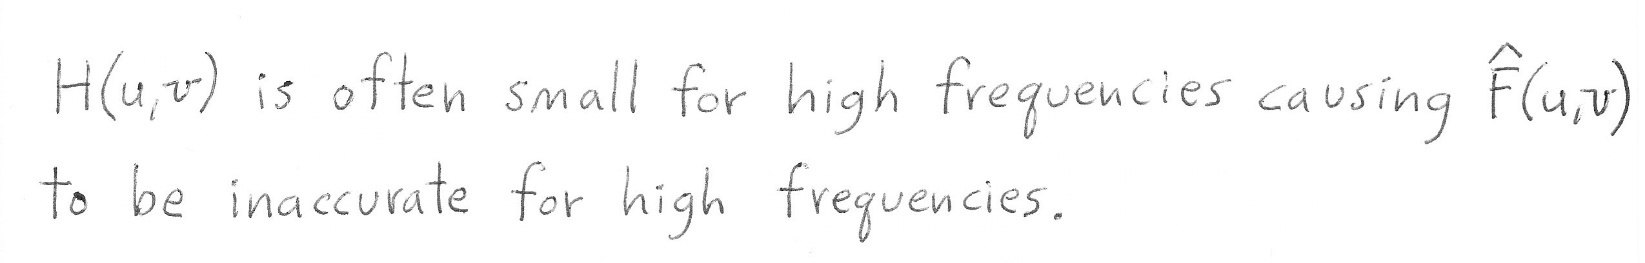 H(u,v) is often small for high frequencies causing F̂(u,v)
to be inaccurate for high frequencies.